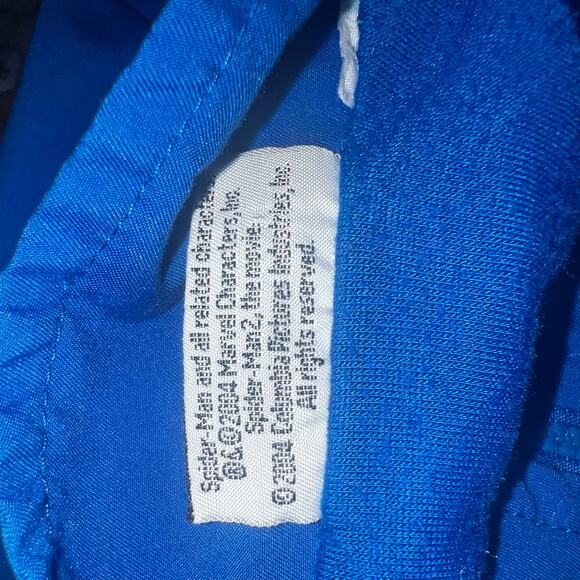 Spider-Man and all related characters
®&©2004 Marvel Characters, Inc.
Spider-Man 2, the movie.
©2004 Columbia Pictures Industries, Inc.
All rights reserved.